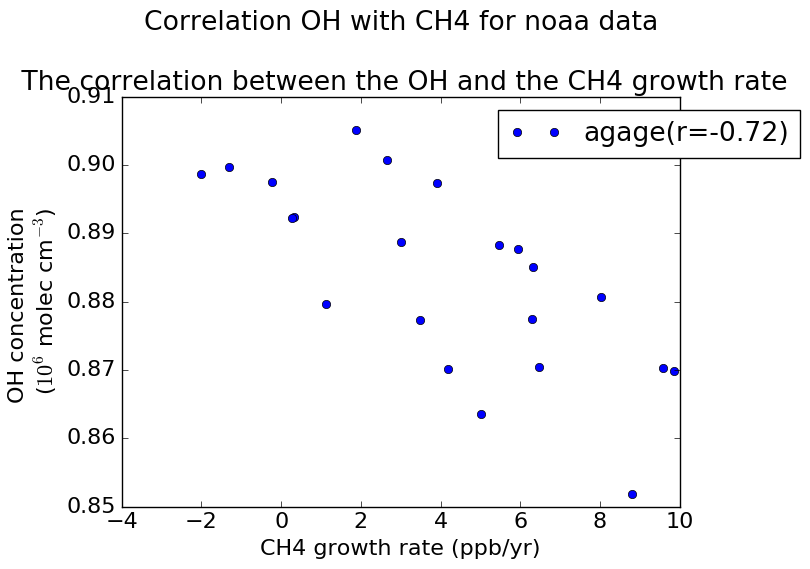 Correlation OH with CH4 for noaa data
The correlation between the OH and the CH4 growth rate
agage(r=-0.72)
0.91
0.90
0.89
0.88
0.87
0.86
0.85
OH concentration
($10^6$ molec cm$^{-3}$)
−4 −2 0 2 4 6 8 10
CH4 growth rate (ppb/yr)